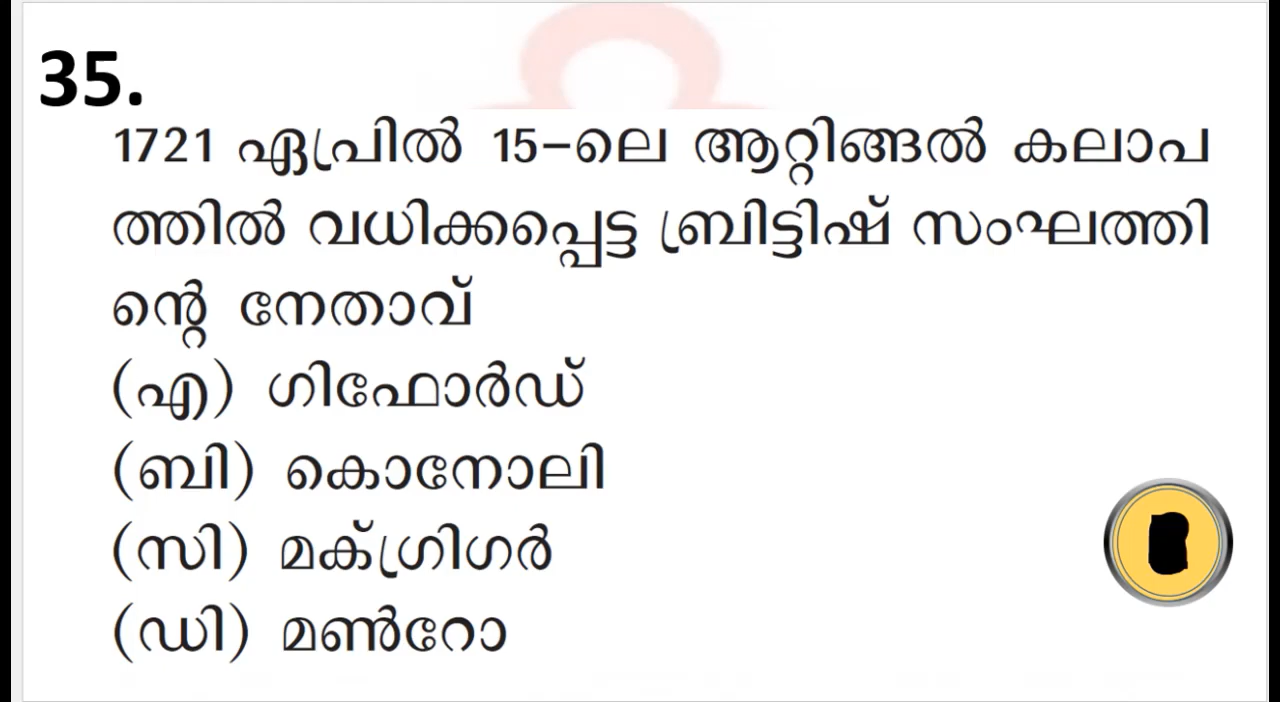 35.
1721 ഏപ്രിൽ 15-ലെ ആറ്റിങ്ങൽ കലാപ
ത്തിൽ വധിക്കപ്പെട്ട ബ്രിട്ടിഷ് സംഘത്തി
ന്റെ നേതാവ്
(എ) ഗിഫോർഡ്
(ബി) കൊനോലി
(സി) മക്ഗ്രിഗർ
(ഡി) മൺറോ